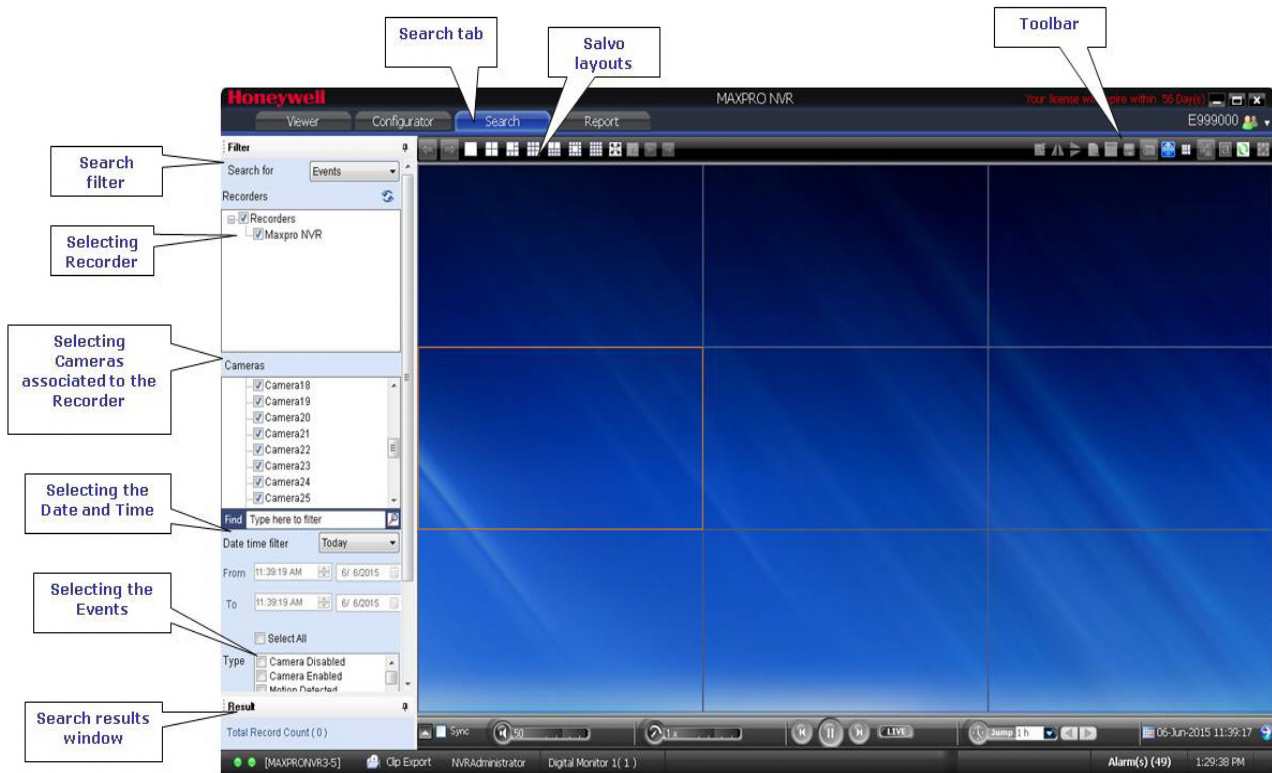 Search tab
Salvo
layouts
Toolbar
Honeywell
MAXPRO NVR
Your license will expire within 56 Day(s)
Viewer
Configurator
Search
Report
E999000
Search
filter
Filter
Search for
Events
Recorders
Selecting
Recorder
Recorders
Maxpro NVR
Selecting
Cameras
associated to the
Recorder
Cameras
Camera18
Camera19
Camera20
Camera21
Camera22
Camera23
Camera24
Camera25
Selecting the
Date and Time
Find Type here to filter
Date time filter Today
From 11:39:19 AM 6/ 6/2015
To 11:39:19 AM 6/ 6/2015
Selecting the
Events
Select All
Type Camera Disabled
Camera Enabled
Motion Detected
Search results
window
Result
Total Record Count ( 0 )
Sync
50
1 x
LIVE
Jump 1 h
06-Jun-2015 11:39:17
[MAXPRONVR3-5]
Clip Export
NVRAdministrator
Digital Monitor 1( 1 )
Alarm(s) (49)
1:29:38 PM